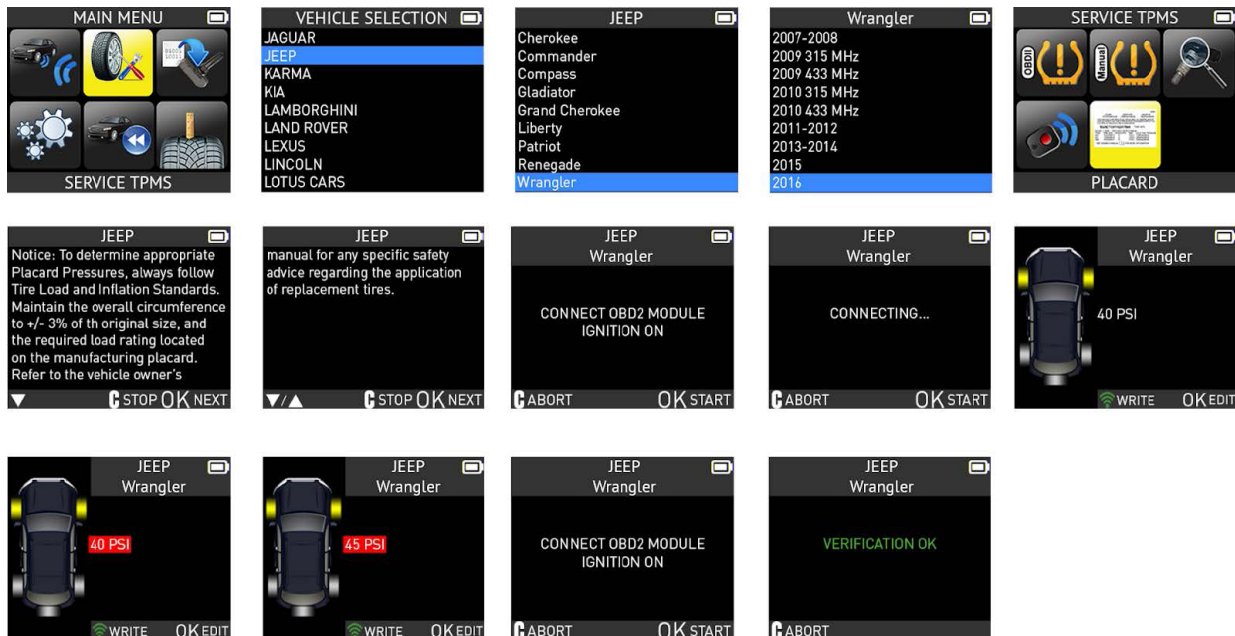 MAIN MENU
SERVICE TPMS
VEHICLE SELECTION
JAGUAR
JEEP
KARMA
KIA
LAMBORGHINI
LAND ROVER
LEXUS
LINCOLN
LOTUS CARS
JEEP
Cherokee
Commander
Compass
Gladiator
Grand Cherokee
Liberty
Patriot
Renegade
Wrangler
Wrangler
2007-2008
2009 315 MHz
2009 433 MHz
2010 315 MHz
2010 433 MHz
2011-2012
2013-2014
2015
2016
SERVICE TPMS
OBDII
Manual
PLACARD
JEEP
Notice: To determine appropriate
Placard Pressures, always follow
Tire Load and Inflation Standards.
Maintain the overall circumference
to +/- 3% of th original size, and
the required load rating located
on the manufacturing placard.
Refer to the vehicle owner's
C STOP OK NEXT
JEEP
manual for any specific safety
advice regarding the application
of replacement tires.
C STOP OK NEXT
JEEP
Wrangler
CONNECT OBD2 MODULE
IGNITION ON
C ABORT OK START
JEEP
Wrangler
CONNECTING...
C ABORT OK START
JEEP
Wrangler
40 PSI
WRITE OK EDIT
JEEP
Wrangler
40 PSI
WRITE OK EDIT
JEEP
Wrangler
45 PSI
WRITE OK EDIT
JEEP
Wrangler
CONNECT OBD2 MODULE
IGNITION ON
C ABORT OK START
JEEP
Wrangler
VERIFICATION OK
C ABORT